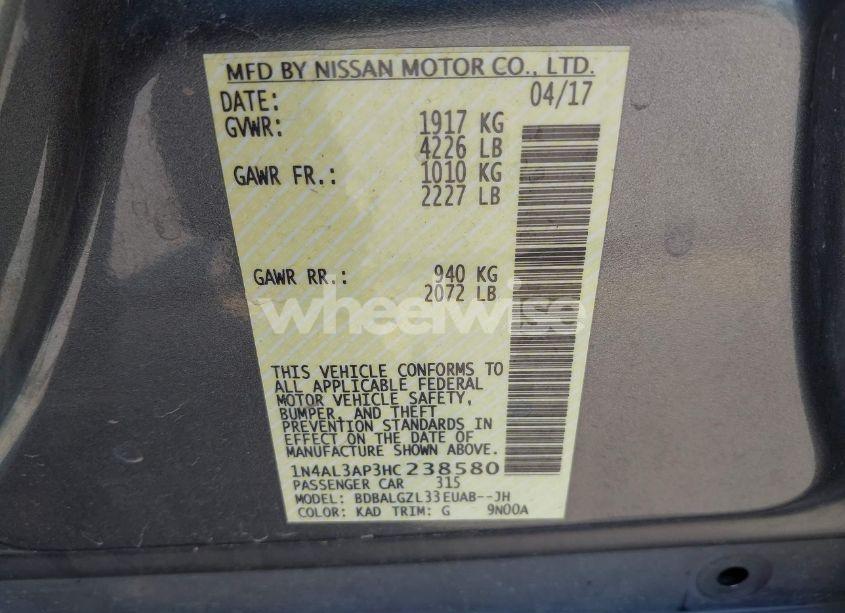 MFD BY NISSAN MOTOR CO., LTD.
DATE: 04/17
GVWR: 1917 KG
4226 LB
GAWR FR.: 1010 KG
2227 LB
GAWR RR.: 940 KG
2072 LB
wheelwise
THIS VEHICLE CONFORMS TO
ALL APPLICABLE FEDERAL
MOTOR VEHICLE SAFETY,
BUMPER, AND THEFT
PREVENTION STANDARDS IN
EFFECT ON THE DATE OF
MANUFACTURE SHOWN ABOVE.
1N4AL3AP3HC238580
PASSENGER CAR 315
MODEL: BDBALGZL33EUAB--JH
COLOR: KAD TRIM: G 9N00A